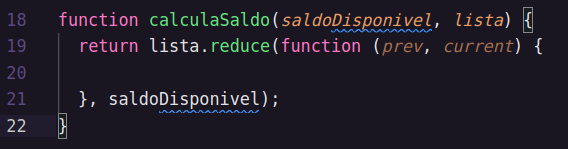 18 function calculaSaldo(saldoDisponivel, lista) {
19 return lista.reduce(function (prev, current) {
20
21 }, saldoDisponivel);
22 }